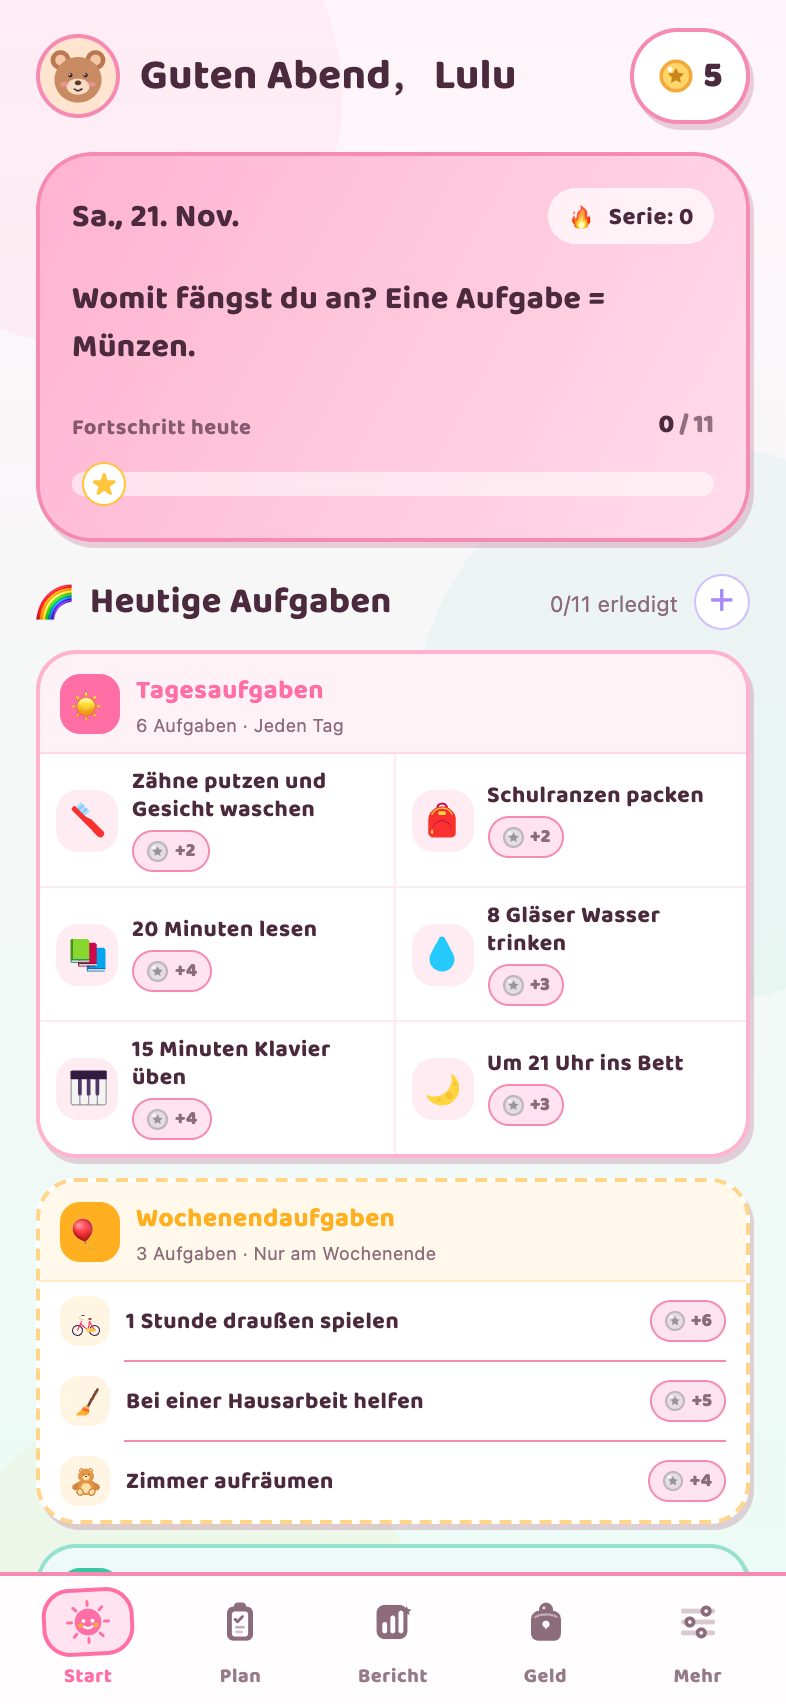 Guten Abend, Lulu
5
Sa., 21. Nov.
Serie: 0
Womit fängst du an? Eine Aufgabe =
Münzen.
Fortschritt heute
0 / 11
Heutige Aufgaben
0/11 erledigt
+
Tagesaufgaben
6 Aufgaben · Jeden Tag
Zähne putzen und
Gesicht waschen
+2
Schulranzen packen
+2
20 Minuten lesen
+4
8 Gläser Wasser
trinken
+3
15 Minuten Klavier
üben
+4
Um 21 Uhr ins Bett
+3
Wochenendaufgaben
3 Aufgaben · Nur am Wochenende
1 Stunde draußen spielen
+6
Bei einer Hausarbeit helfen
+5
Zimmer aufräumen
+4
Start
Plan
Bericht
Geld
Mehr